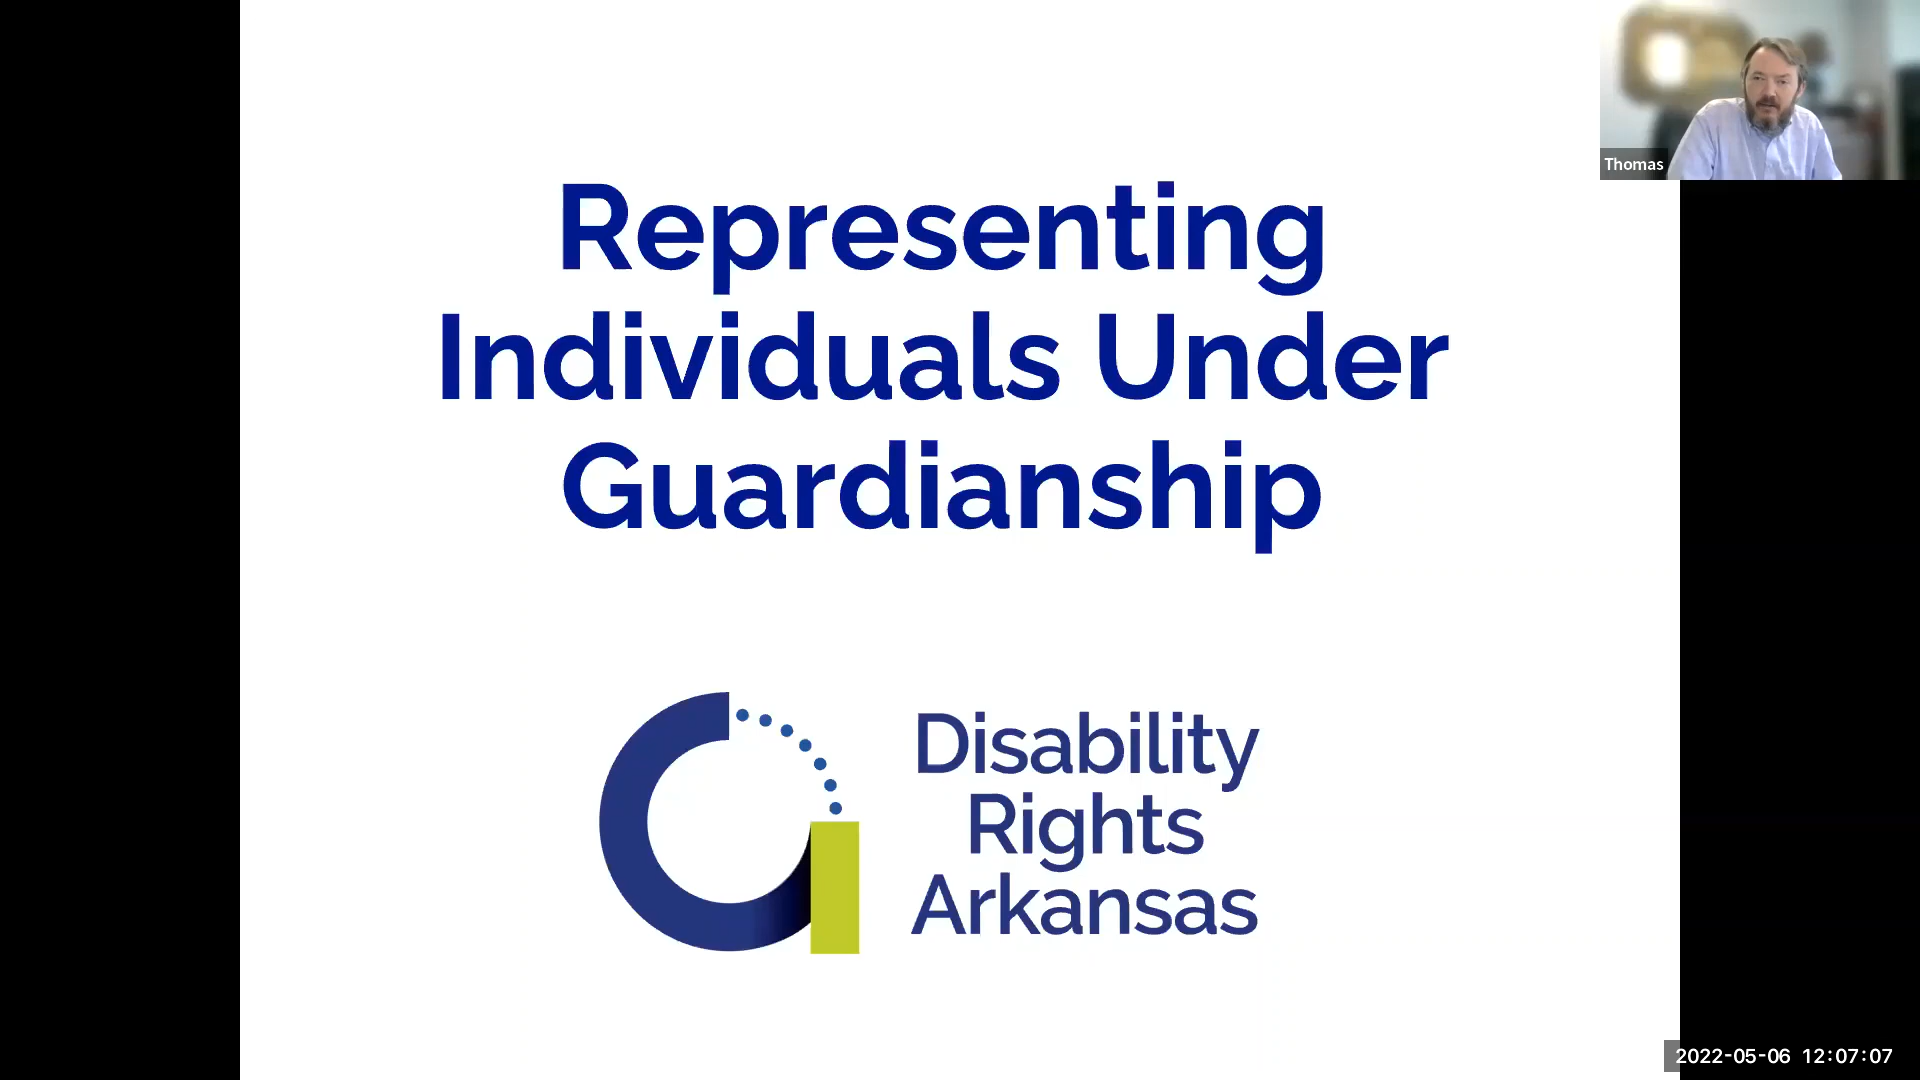 Thomas
Representing
Individuals Under
Guardianship
Disability
Rights
Arkansas
2022-05-06 12:07:07